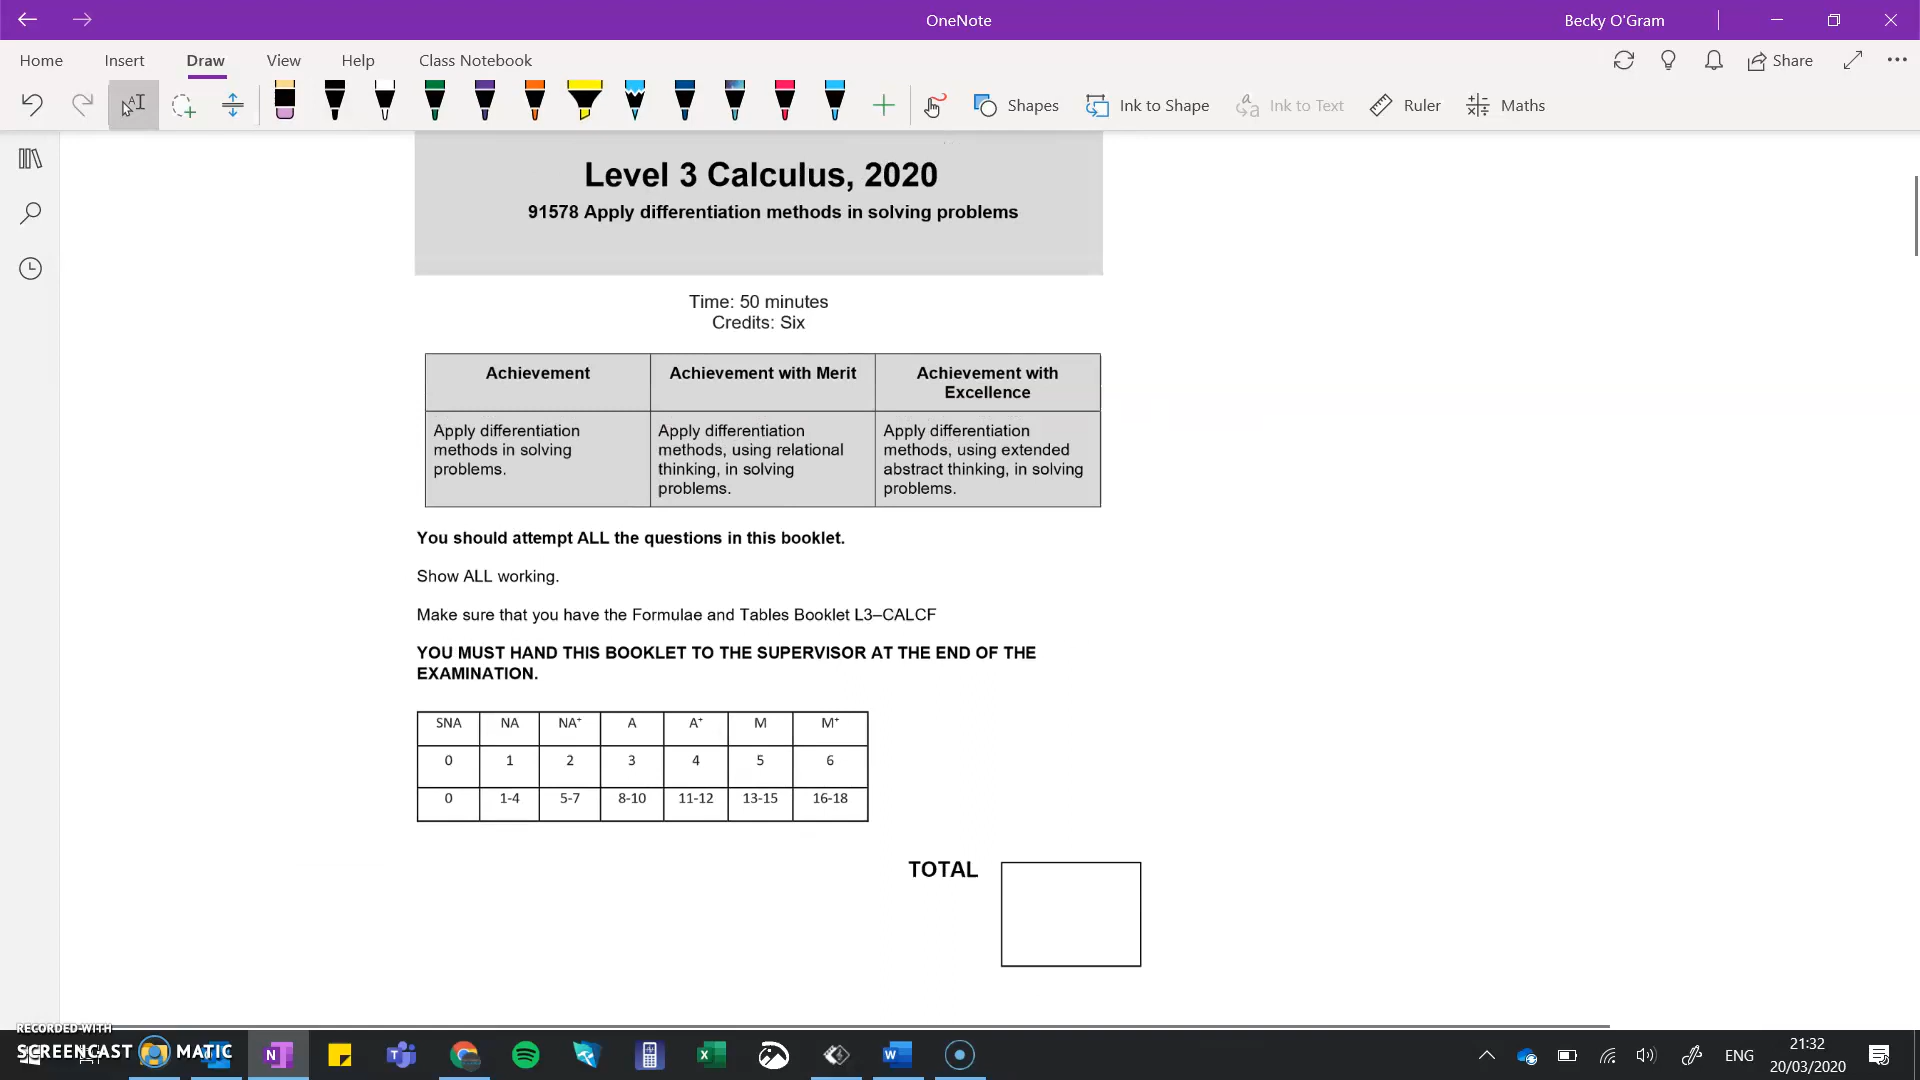 OneNote
Becky O'Gram
Home
Insert
Draw
View
Help
Class Notebook
Share
Shapes
Ink to Shape
Ink to Text
Ruler
Maths
Level 3 Calculus, 2020
91578 Apply differentiation methods in solving problems
Time: 50 minutes
Credits: Six
Achievement
Achievement with Merit
Achievement with
Excellence
Apply differentiation
methods in solving
problems.
Apply differentiation
methods, using relational
thinking, in solving
problems.
Apply differentiation
methods, using extended
abstract thinking, in solving
problems.
You should attempt ALL the questions in this booklet.
Show ALL working.
Make sure that you have the Formulae and Tables Booklet L3–CALCF
YOU MUST HAND THIS BOOKLET TO THE SUPERVISOR AT THE END OF THE
EXAMINATION.
SNA NA NA⁺ A A⁺ M M⁺
0 1 2 3 4 5 6
0 1-4 5-7 8-10 11-12 13-15 16-18
TOTAL
RECORDED WITH
SCREENCAST MATIC
ENG
21:32
20/03/2020